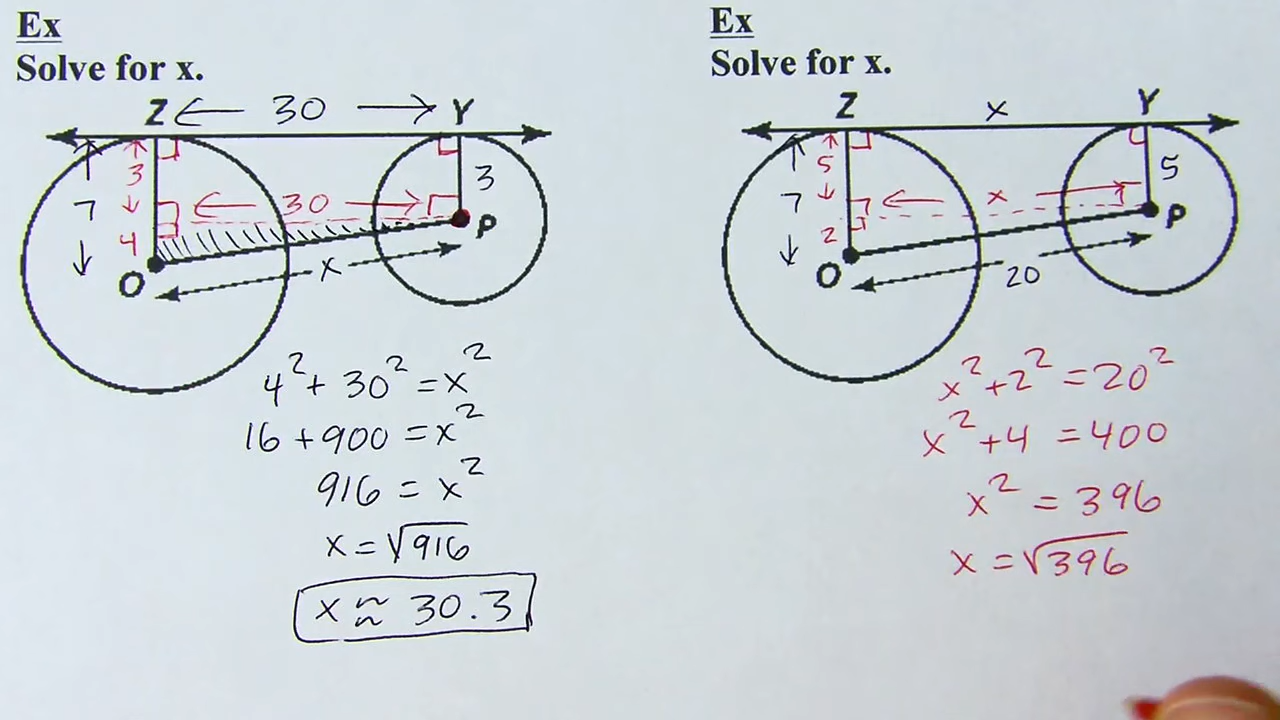 Ex
Solve for x.
Z ← 30 → Y
3
7
3
← 30 →
4
P
O
x
4² + 30² = x²
16 + 900 = x²
916 = x²
x = √916
x ≈ 30.3
Ex
Solve for x.
Z x Y
5
7
5
← x →
2
P
O
20
x² + 2² = 20²
x² + 4 = 400
x² = 396
x = √396